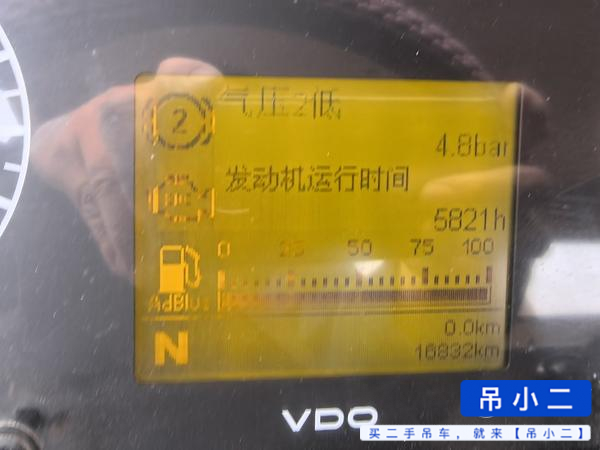 气压2低
2
4.8bar
发动机运行时间
5821h
0 25 50 75 100
AdBlue
N
0.0km
16832km
VDO
吊小二
买二手吊车，就来【吊小二】